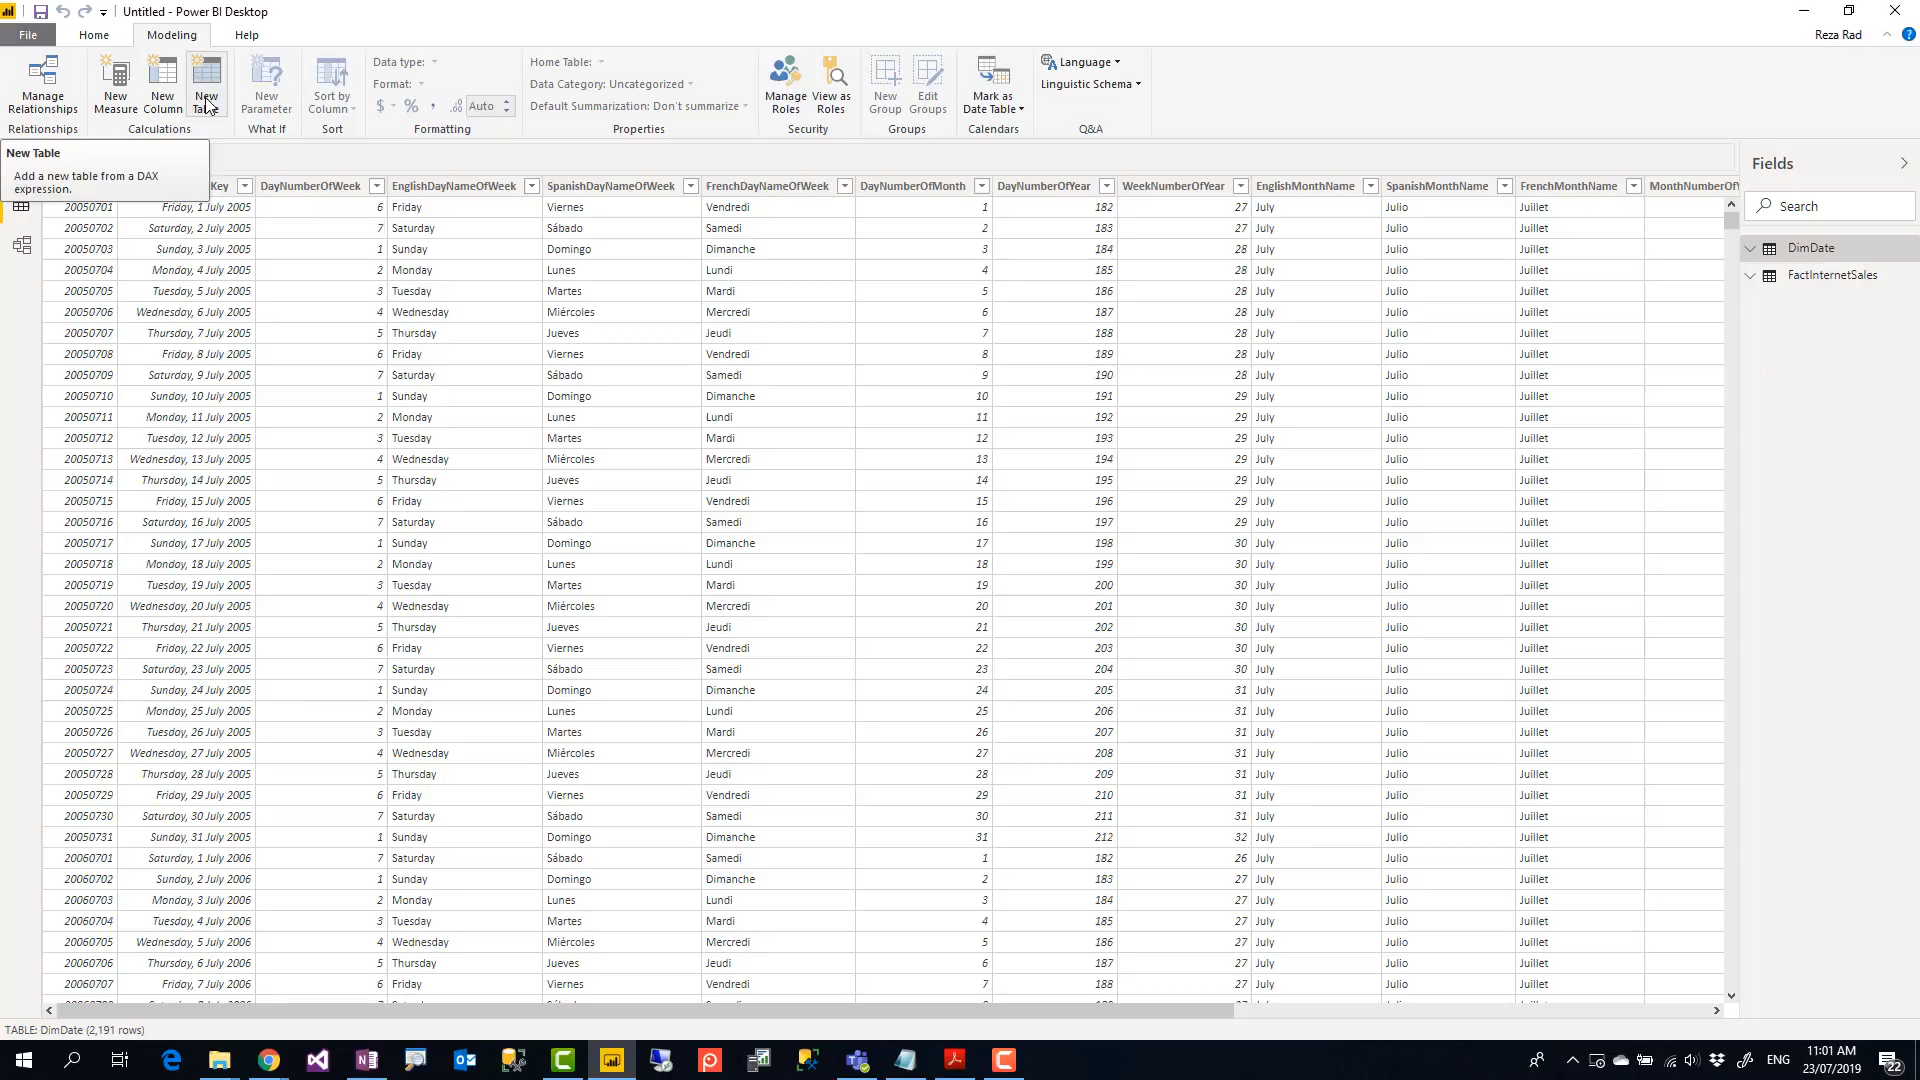 Untitled - Power BI Desktop
File Home Modeling Help Reza Rad
Manage Relationships New Measure New Column New Table New Parameter Sort by Column Data type: Format: $ % , .00 Auto Home Table: Data Category: Uncategorized Default Summarization: Don't summarize Manage Roles View as Roles New Group Edit Groups Mark as Date Table Language Linguistic Schema
Relationships Calculations What If Sort Formatting Properties Security Groups Calendars Q&A
New Table
Add a new table from a DAX
expression.
Fields
Search
DimDate
FactInternetSales
Key DayNumberOfWeek EnglishDayNameOfWeek SpanishDayNameOfWeek FrenchDayNameOfWeek DayNumberOfMonth DayNumberOfYear WeekNumberOfYear EnglishMonthName SpanishMonthName FrenchMonthName MonthNumberOfY
20050701 Friday, 1 July 2005 6 Friday Viernes Vendredi 1 182 27 July Julio Juillet
20050702 Saturday, 2 July 2005 7 Saturday Sábado Samedi 2 183 27 July Julio Juillet
20050703 Sunday, 3 July 2005 1 Sunday Domingo Dimanche 3 184 28 July Julio Juillet
20050704 Monday, 4 July 2005 2 Monday Lunes Lundi 4 185 28 July Julio Juillet
20050705 Tuesday, 5 July 2005 3 Tuesday Martes Mardi 5 186 28 July Julio Juillet
20050706 Wednesday, 6 July 2005 4 Wednesday Miércoles Mercredi 6 187 28 July Julio Juillet
20050707 Thursday, 7 July 2005 5 Thursday Jueves Jeudi 7 188 28 July Julio Juillet
20050708 Friday, 8 July 2005 6 Friday Viernes Vendredi 8 189 28 July Julio Juillet
20050709 Saturday, 9 July 2005 7 Saturday Sábado Samedi 9 190 28 July Julio Juillet
20050710 Sunday, 10 July 2005 1 Sunday Domingo Dimanche 10 191 29 July Julio Juillet
20050711 Monday, 11 July 2005 2 Monday Lunes Lundi 11 192 29 July Julio Juillet
20050712 Tuesday, 12 July 2005 3 Tuesday Martes Mardi 12 193 29 July Julio Juillet
20050713 Wednesday, 13 July 2005 4 Wednesday Miércoles Mercredi 13 194 29 July Julio Juillet
20050714 Thursday, 14 July 2005 5 Thursday Jueves Jeudi 14 195 29 July Julio Juillet
20050715 Friday, 15 July 2005 6 Friday Viernes Vendredi 15 196 29 July Julio Juillet
20050716 Saturday, 16 July 2005 7 Saturday Sábado Samedi 16 197 29 July Julio Juillet
20050717 Sunday, 17 July 2005 1 Sunday Domingo Dimanche 17 198 30 July Julio Juillet
20050718 Monday, 18 July 2005 2 Monday Lunes Lundi 18 199 30 July Julio Juillet
20050719 Tuesday, 19 July 2005 3 Tuesday Martes Mardi 19 200 30 July Julio Juillet
20050720 Wednesday, 20 July 2005 4 Wednesday Miércoles Mercredi 20 201 30 July Julio Juillet
20050721 Thursday, 21 July 2005 5 Thursday Jueves Jeudi 21 202 30 July Julio Juillet
20050722 Friday, 22 July 2005 6 Friday Viernes Vendredi 22 203 30 July Julio Juillet
20050723 Saturday, 23 July 2005 7 Saturday Sábado Samedi 23 204 30 July Julio Juillet
20050724 Sunday, 24 July 2005 1 Sunday Domingo Dimanche 24 205 31 July Julio Juillet
20050725 Monday, 25 July 2005 2 Monday Lunes Lundi 25 206 31 July Julio Juillet
20050726 Tuesday, 26 July 2005 3 Tuesday Martes Mardi 26 207 31 July Julio Juillet
20050727 Wednesday, 27 July 2005 4 Wednesday Miércoles Mercredi 27 208 31 July Julio Juillet
20050728 Thursday, 28 July 2005 5 Thursday Jueves Jeudi 28 209 31 July Julio Juillet
20050729 Friday, 29 July 2005 6 Friday Viernes Vendredi 29 210 31 July Julio Juillet
20050730 Saturday, 30 July 2005 7 Saturday Sábado Samedi 30 211 31 July Julio Juillet
20050731 Sunday, 31 July 2005 1 Sunday Domingo Dimanche 31 212 32 July Julio Juillet
20060701 Saturday, 1 July 2006 7 Saturday Sábado Samedi 1 182 26 July Julio Juillet
20060702 Sunday, 2 July 2006 1 Sunday Domingo Dimanche 2 183 27 July Julio Juillet
20060703 Monday, 3 July 2006 2 Monday Lunes Lundi 3 184 27 July Julio Juillet
20060704 Tuesday, 4 July 2006 3 Tuesday Martes Mardi 4 185 27 July Julio Juillet
20060705 Wednesday, 5 July 2006 4 Wednesday Miércoles Mercredi 5 186 27 July Julio Juillet
20060706 Thursday, 6 July 2006 5 Thursday Jueves Jeudi 6 187 27 July Julio Juillet
20060707 Friday, 7 July 2006 6 Friday Viernes Vendredi 7 188 27 July Julio Juillet
TABLE: DimDate (2,191 rows)
ENG 11:01 AM
23/07/2019 22